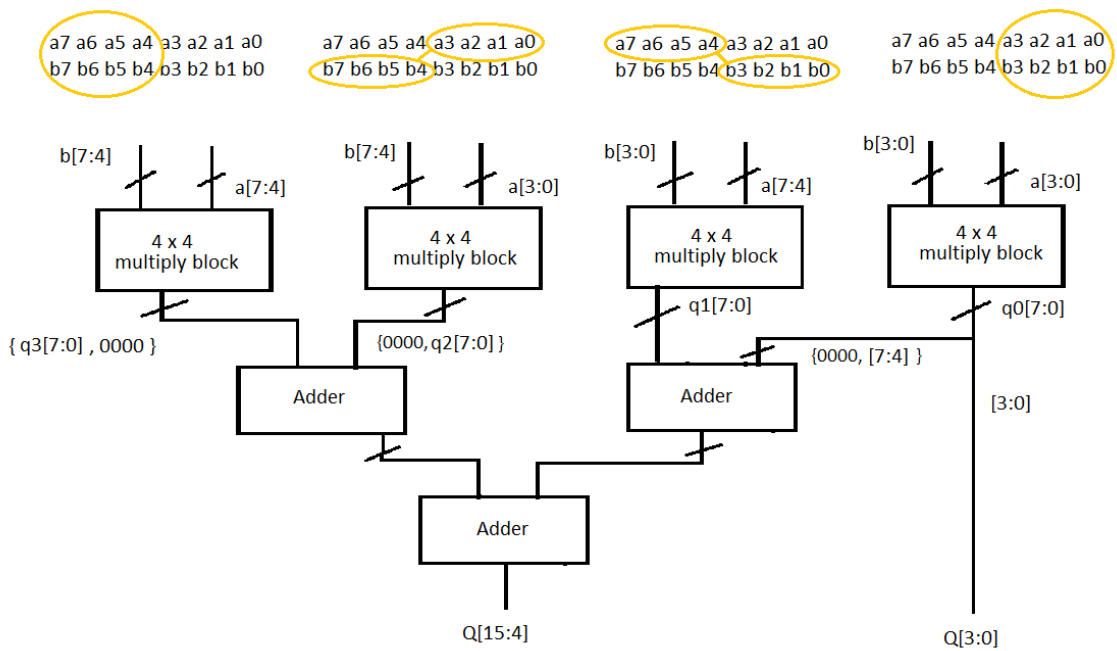 a7 a6 a5 a4 a3 a2 a1 a0
b7 b6 b5 b4 b3 b2 b1 b0
a7 a6 a5 a4 a3 a2 a1 a0
b7 b6 b5 b4 b3 b2 b1 b0
a7 a6 a5 a4 a3 a2 a1 a0
b7 b6 b5 b4 b3 b2 b1 b0
a7 a6 a5 a4 a3 a2 a1 a0
b7 b6 b5 b4 b3 b2 b1 b0
b[7:4]
a[7:4]
b[7:4]
a[3:0]
b[3:0]
a[7:4]
b[3:0]
a[3:0]
4 x 4
multiply block
4 x 4
multiply block
4 x 4
multiply block
4 x 4
multiply block
{ q3[7:0] , 0000 }
{0000, q2[7:0] }
q1[7:0]
q0[7:0]
{0000, [7:4] }
Adder
Adder
[3:0]
Adder
Q[15:4]
Q[3:0]